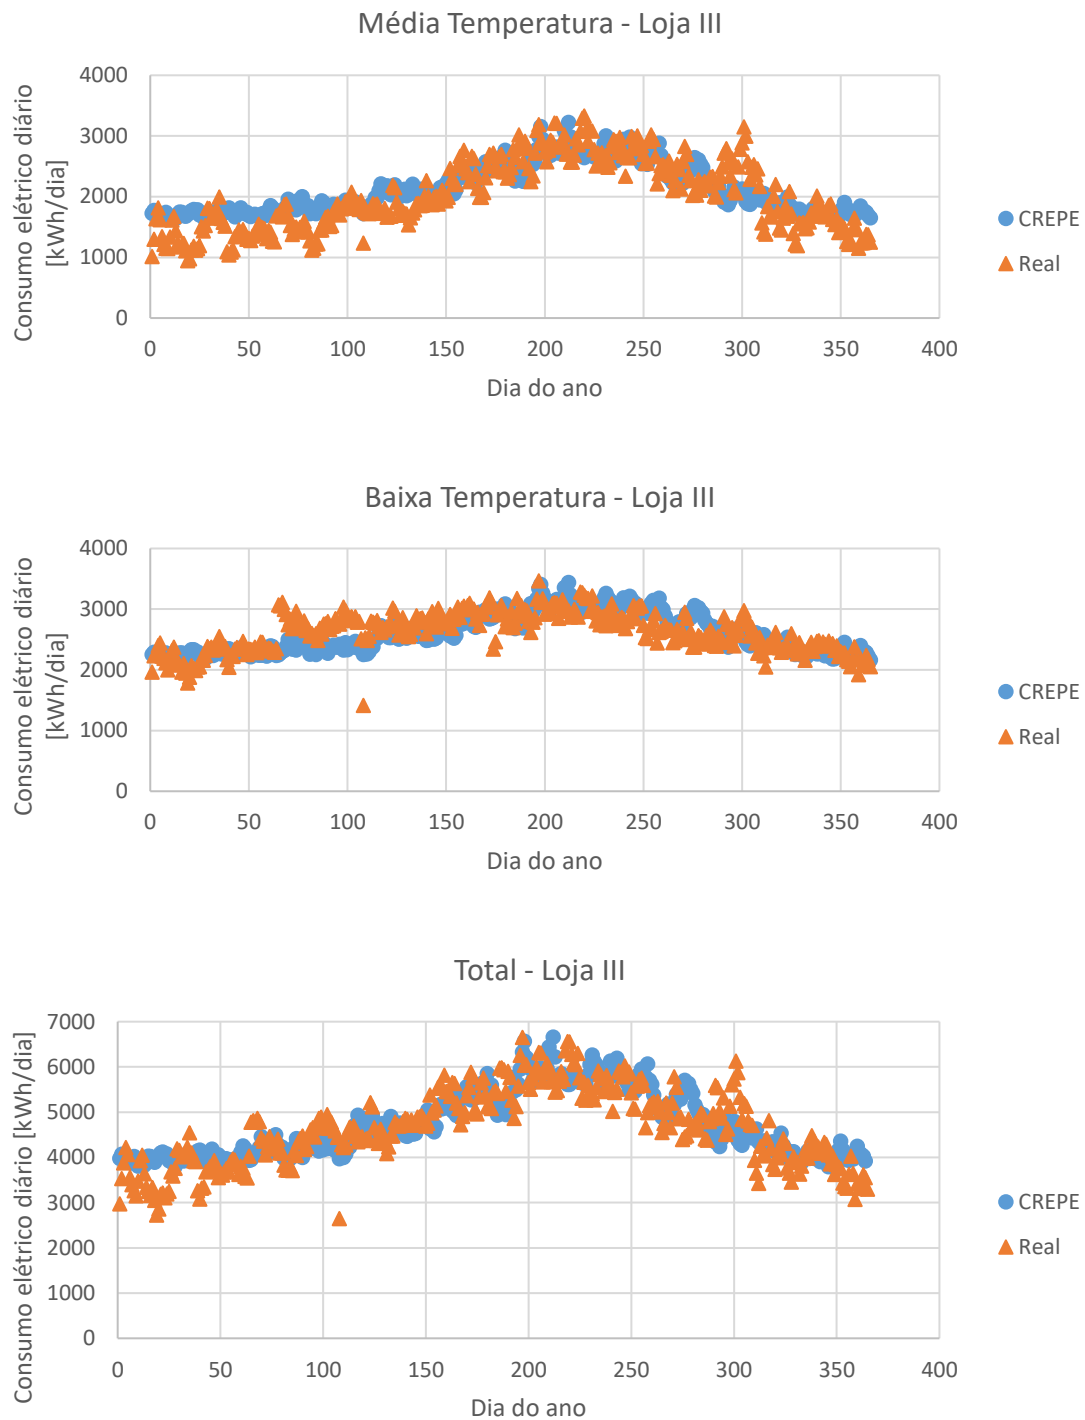 Média Temperatura - Loja III
Consumo elétrico diário
[kWh/dia]
4000
3000
2000
1000
0
0 50 100 150 200 250 300 350 400
Dia do ano
CREPE
Real
Baixa Temperatura - Loja III
Consumo elétrico diário
[kWh/dia]
4000
3000
2000
1000
0
0 50 100 150 200 250 300 350 400
Dia do ano
CREPE
Real
Total - Loja III
Consumo elétrico diário [kWh/dia]
7000
6000
5000
4000
3000
2000
1000
0
0 50 100 150 200 250 300 350 400
Dia do ano
CREPE
Real